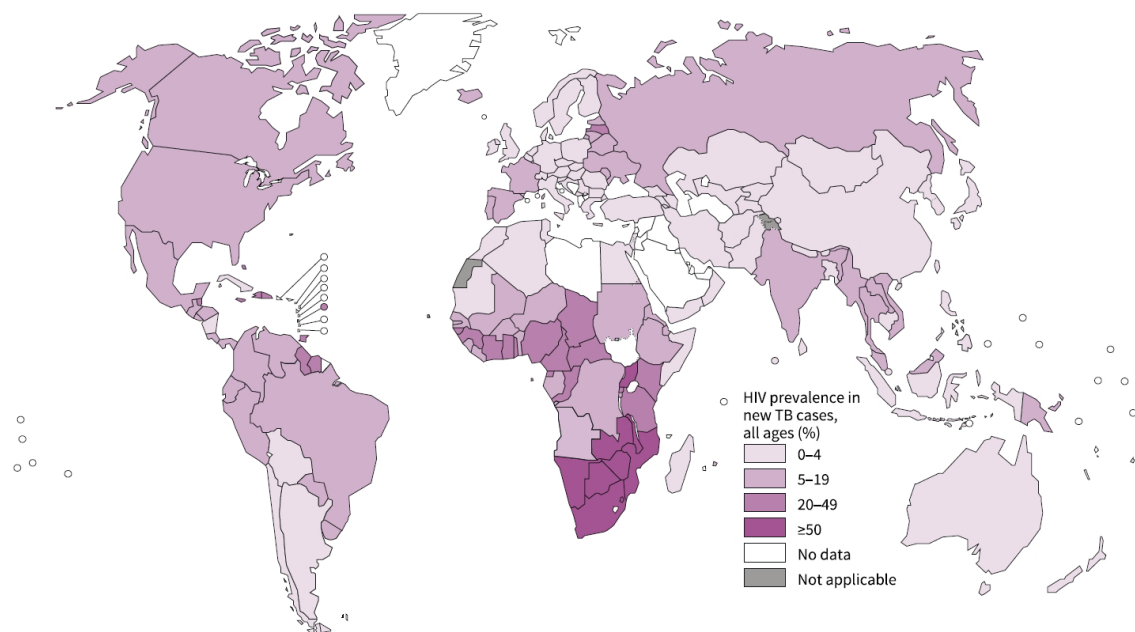 HIV prevalence in
new TB cases,
all ages (%)
0–4
5–19
20–49
≥50
No data
Not applicable